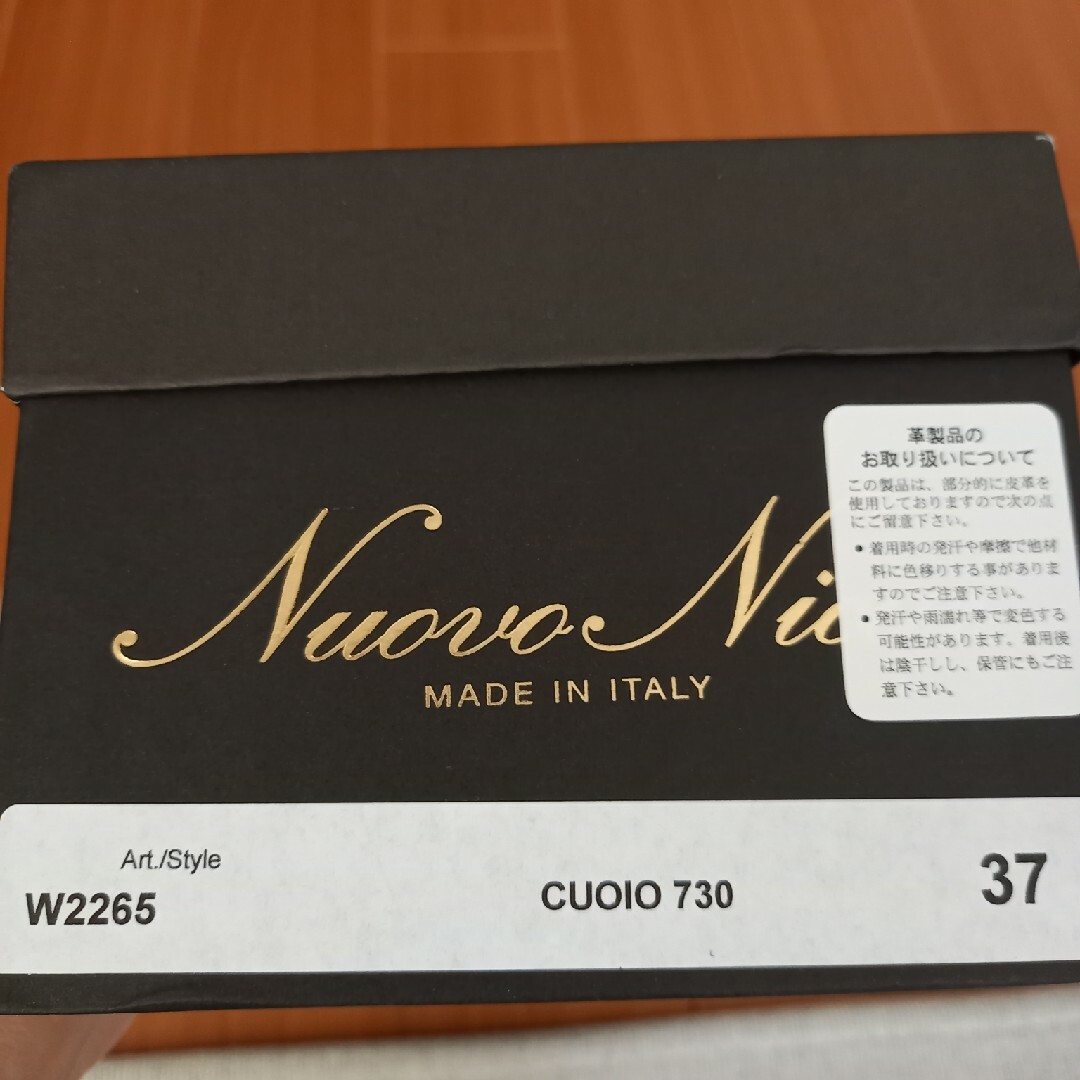 Nuovo
MADE IN ITALY
革製品の
お取り扱いについて
この製品は、部分的に皮革を
使用しておりますので次の点
にご留意下さい。
●着用時の発汗や摩擦で他材
料に色移りする事がありま
すのでご注意下さい。
●発汗や雨濡れ等で変色する
可能性があります。着用後
は陰干しし、保管にもご注
意下さい。
Art./Style
W2265
CUOIO 730
37